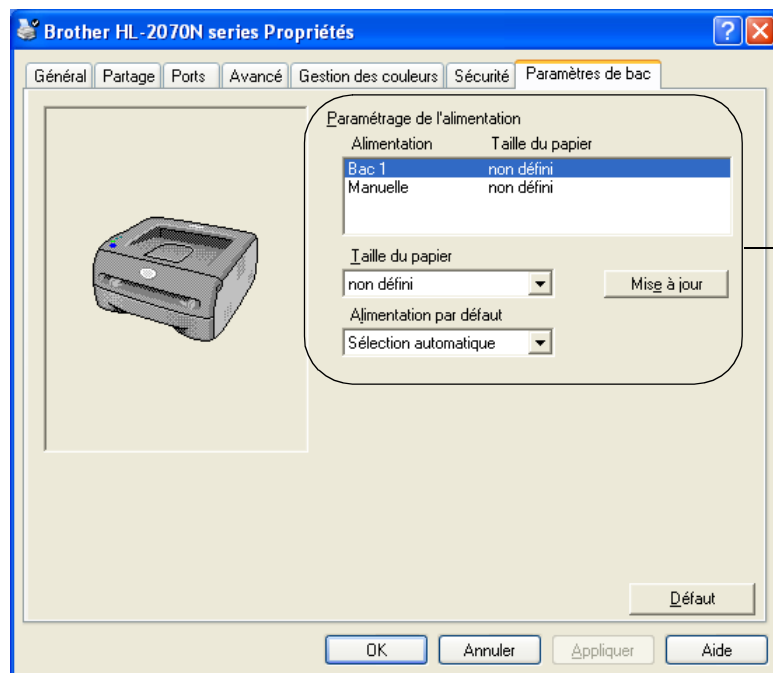 Brother HL-2070N series Propriétés
Général Partage Ports Avancé Gestion des couleurs Sécurité Paramètres de bac
Paramétrage de l'alimentation
Alimentation Taille du papier
Bac 1 non défini
Manuelle non défini
Taille du papier
non défini Mise à jour
Alimentation par défaut
Sélection automatique
Défaut
OK Annuler Appliquer Aide